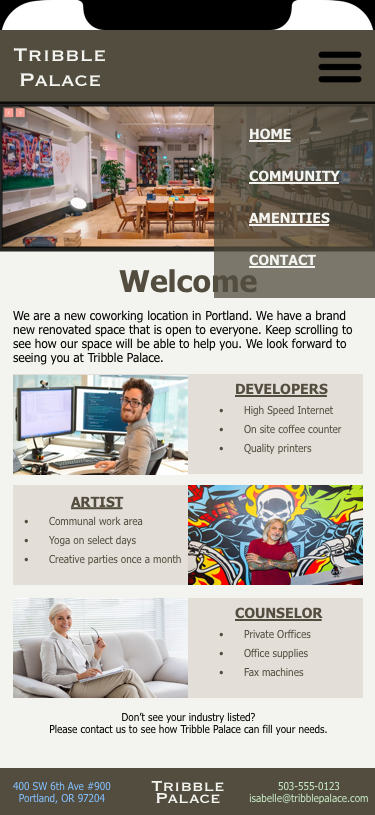 TRIBBLE
PALACE
HOME
COMMUNITY
AMENITIES
CONTACT
Welcome
We are a new coworking location in Portland. We have a brand
new renovated space that is open to everyone. Keep scrolling to
see how our space will be able to help you. We look forward to
seeing you at Tribble Palace.
DEVELOPERS
• High Speed Internet
• On site coffee counter
• Quality printers
ARTIST
• Communal work area
• Yoga on select days
• Creative parties once a month
COUNSELOR
• Private Orffices
• Office supplies
• Fax machines
Don't see your industry listed?
Please contact us to see how Tribble Palace can fill your needs.
400 SW 6th Ave #900
Portland, OR 97204
TRIBBLE
PALACE
503-555-0123
isabelle@tribblepalace.com